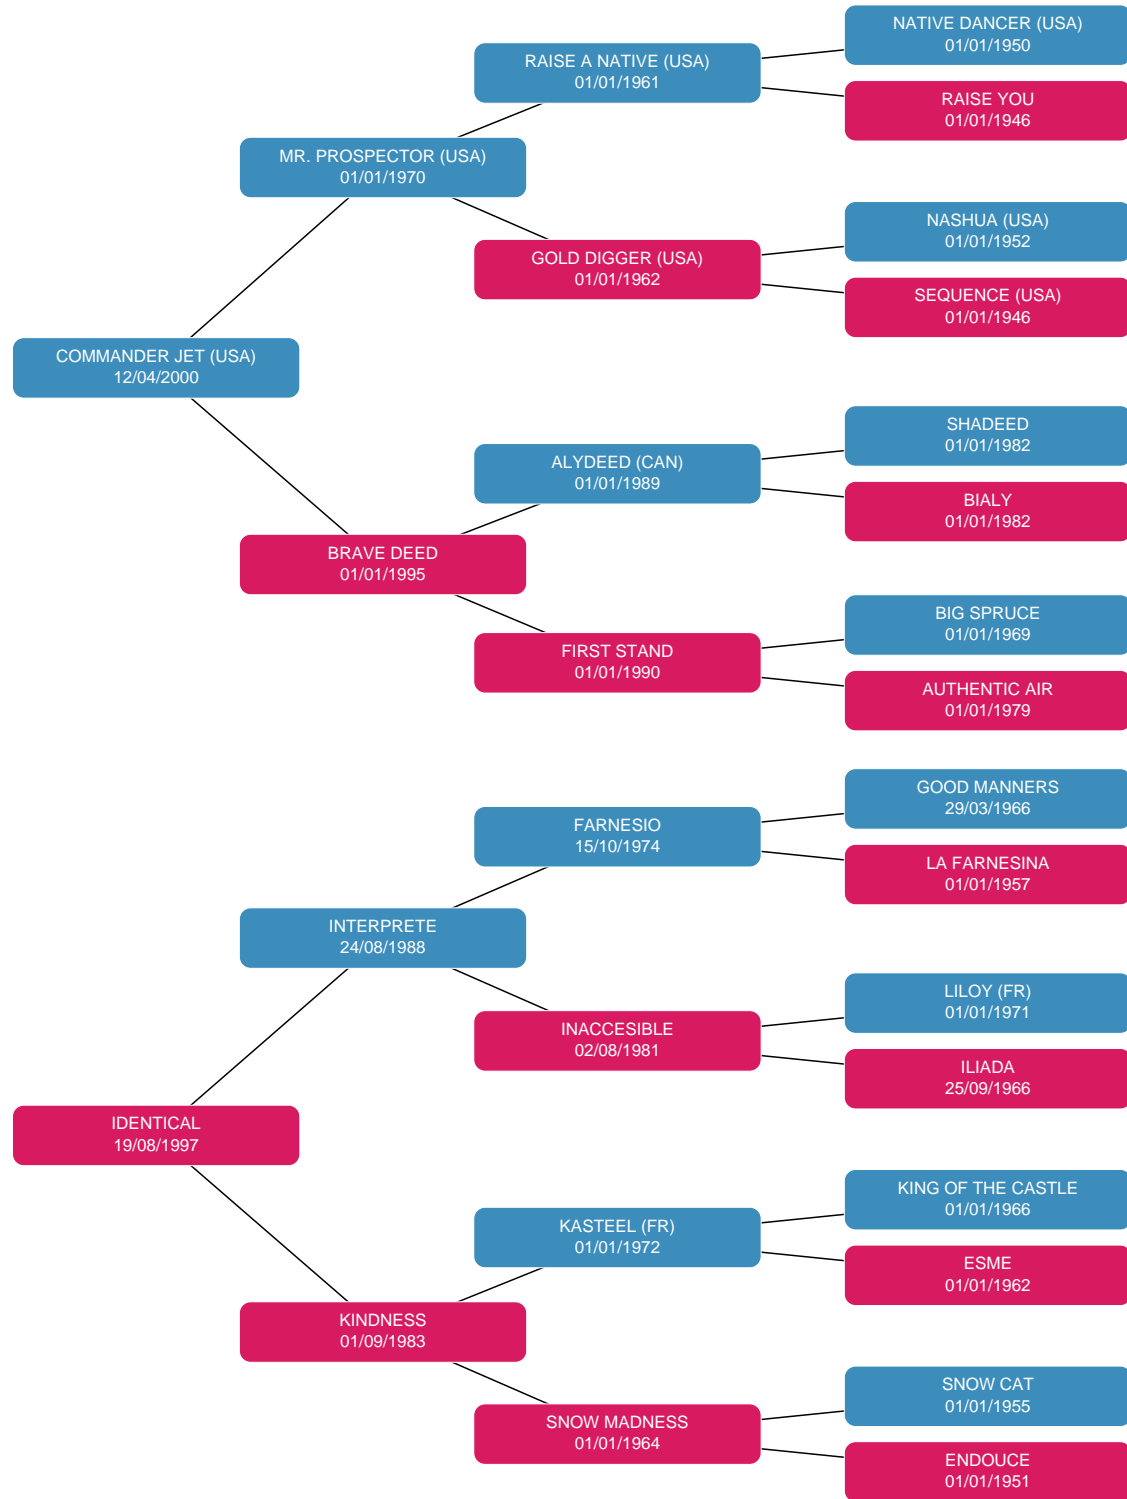 NATIVE DANCER (USA)
01/01/1950
RAISE A NATIVE (USA)
01/01/1961
RAISE YOU
01/01/1946
MR. PROSPECTOR (USA)
01/01/1970
NASHUA (USA)
01/01/1952
GOLD DIGGER (USA)
01/01/1962
SEQUENCE (USA)
01/01/1946
COMMANDER JET (USA)
12/04/2000
SHADEED
01/01/1982
ALYDEED (CAN)
01/01/1989
BIALY
01/01/1982
BRAVE DEED
01/01/1995
BIG SPRUCE
01/01/1969
FIRST STAND
01/01/1990
AUTHENTIC AIR
01/01/1979
GOOD MANNERS
29/03/1966
FARNESIO
15/10/1974
LA FARNESINA
01/01/1957
INTERPRETE
24/08/1988
LILOY (FR)
01/01/1971
INACCESIBLE
02/08/1981
ILIADA
25/09/1966
IDENTICAL
19/08/1997
KING OF THE CASTLE
01/01/1966
KASTEEL (FR)
01/01/1972
ESME
01/01/1962
KINDNESS
01/09/1983
SNOW CAT
01/01/1955
SNOW MADNESS
01/01/1964
ENDOUCE
01/01/1951